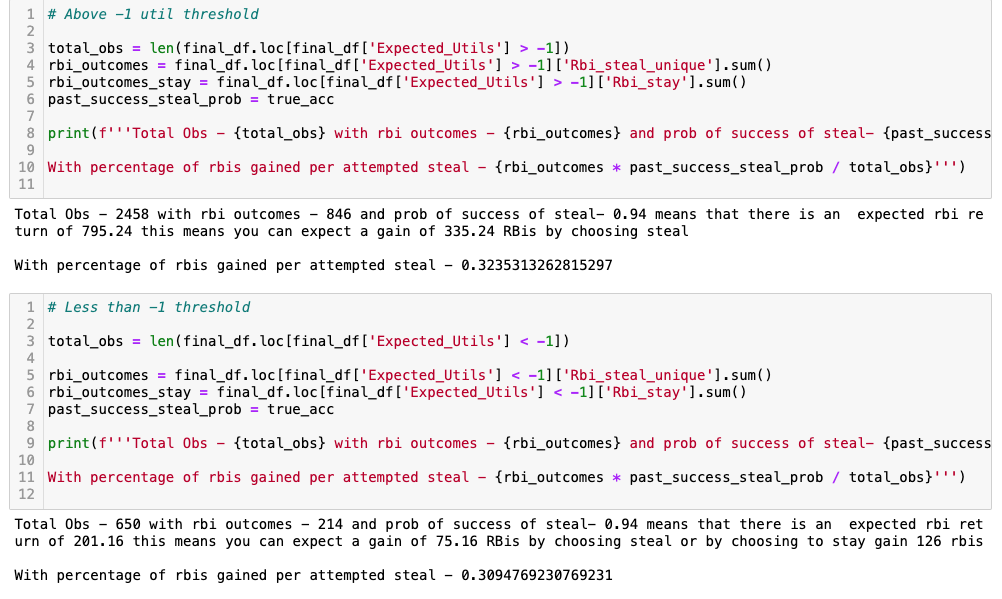 1 # Above -1 util threshold
2
3 total_obs = len(final_df.loc[final_df['Expected_Utils'] > -1])
4 rbi_outcomes = final_df.loc[final_df['Expected_Utils'] > -1]['Rbi_steal_unique'].sum()
5 rbi_outcomes_stay = final_df.loc[final_df['Expected_Utils'] > -1]['Rbi_stay'].sum()
6 past_success_steal_prob = true_acc
7
8 print(f'''Total Obs - {total_obs} with rbi outcomes - {rbi_outcomes} and prob of success of steal- {past_success
9
10 With percentage of rbis gained per attempted steal - {rbi_outcomes * past_success_steal_prob / total_obs}''')
11
Total Obs - 2458 with rbi outcomes - 846 and prob of success of steal- 0.94 means that there is an  expected rbi re
turn of 795.24 this means you can expect a gain of 335.24 RBis by choosing steal
With percentage of rbis gained per attempted steal - 0.3235313262815297
1 # Less than -1 threshold
2
3 total_obs = len(final_df.loc[final_df['Expected_Utils'] < -1])
4
5 rbi_outcomes = final_df.loc[final_df['Expected_Utils'] < -1]['Rbi_steal_unique'].sum()
6 rbi_outcomes_stay = final_df.loc[final_df['Expected_Utils'] < -1]['Rbi_stay'].sum()
7 past_success_steal_prob = true_acc
8
9 print(f'''Total Obs - {total_obs} with rbi outcomes - {rbi_outcomes} and prob of success of steal- {past_success
10
11 With percentage of rbis gained per attempted steal - {rbi_outcomes * past_success_steal_prob / total_obs}''')
12
Total Obs - 650 with rbi outcomes - 214 and prob of success of steal- 0.94 means that there is an  expected rbi ret
urn of 201.16 this means you can expect a gain of 75.16 RBis by choosing steal or by choosing to stay gain 126 rbis
With percentage of rbis gained per attempted steal - 0.3094769230769231